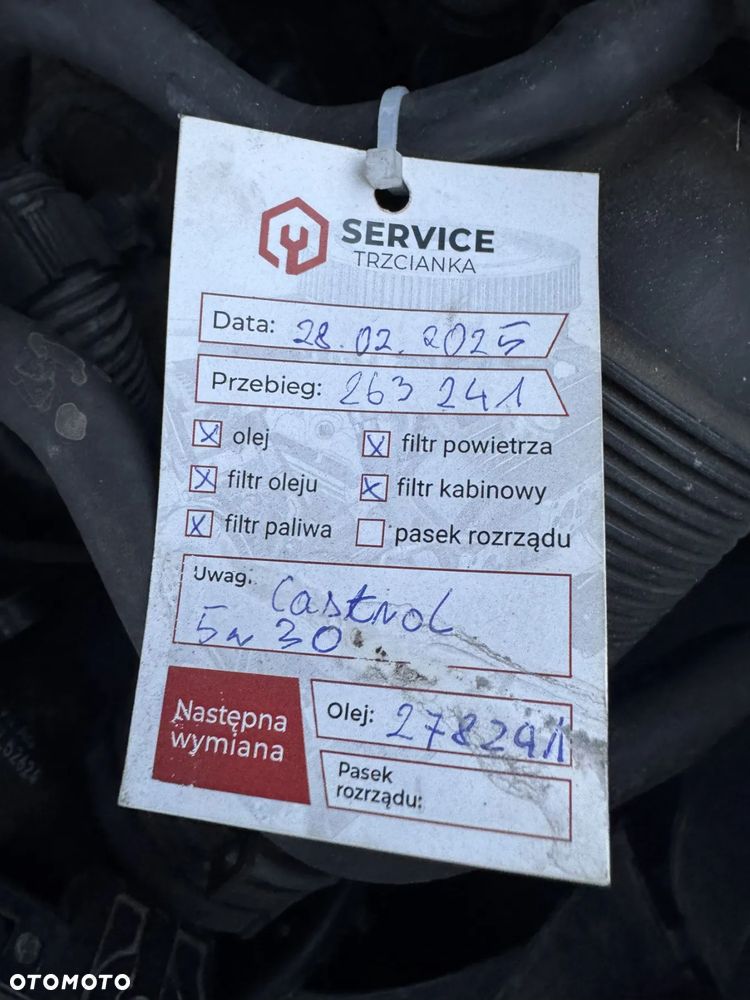 SERVICE
TRZCIANKA
Data: 28.02.2025
Przebieg: 263 241
X olej X filtr powietrza
X filtr oleju X filtr kabinowy
X filtr paliwa pasek rozrządu
Uwag: Castrol
5w30
Następna
wymiana
Olej: 278241
Pasek
rozrządu:
OTOMOTO